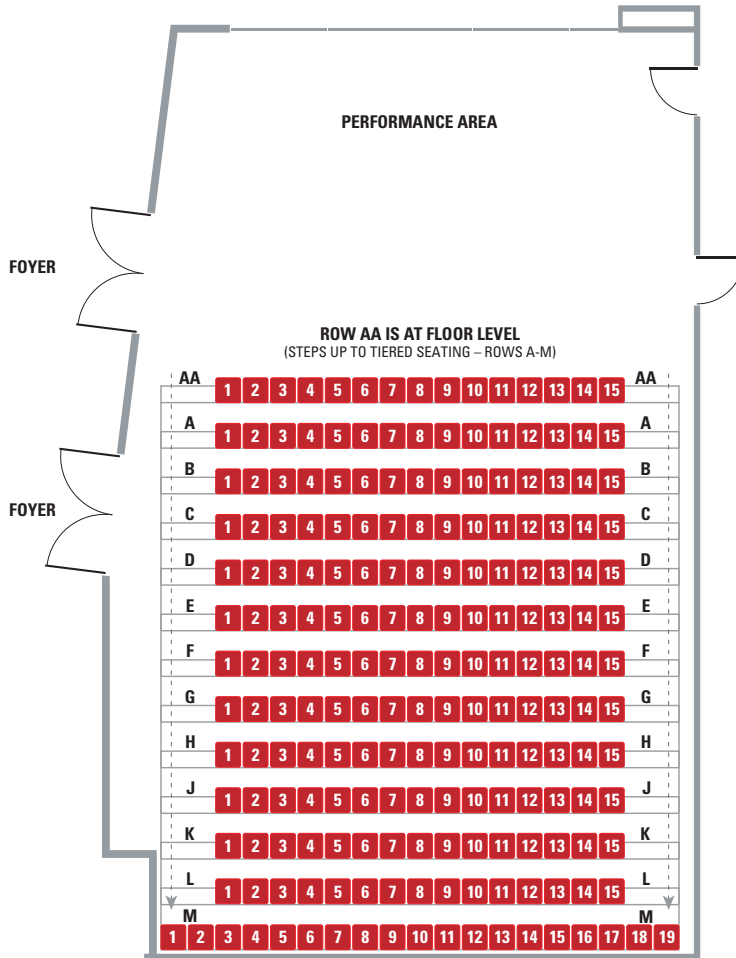 PERFORMANCE AREA
FOYER
ROW AA IS AT FLOOR LEVEL
(STEPS UP TO TIERED SEATING – ROWS A-M)
AA 1 2 3 4 5 6 7 8 9 10 11 12 13 14 15 AA
A 1 2 3 4 5 6 7 8 9 10 11 12 13 14 15 A
B 1 2 3 4 5 6 7 8 9 10 11 12 13 14 15 B
FOYER
C 1 2 3 4 5 6 7 8 9 10 11 12 13 14 15 C
D 1 2 3 4 5 6 7 8 9 10 11 12 13 14 15 D
E 1 2 3 4 5 6 7 8 9 10 11 12 13 14 15 E
F 1 2 3 4 5 6 7 8 9 10 11 12 13 14 15 F
G 1 2 3 4 5 6 7 8 9 10 11 12 13 14 15 G
H 1 2 3 4 5 6 7 8 9 10 11 12 13 14 15 H
J 1 2 3 4 5 6 7 8 9 10 11 12 13 14 15 J
K 1 2 3 4 5 6 7 8 9 10 11 12 13 14 15 K
L 1 2 3 4 5 6 7 8 9 10 11 12 13 14 15 L
M M
1 2 3 4 5 6 7 8 9 10 11 12 13 14 15 16 17 18 19